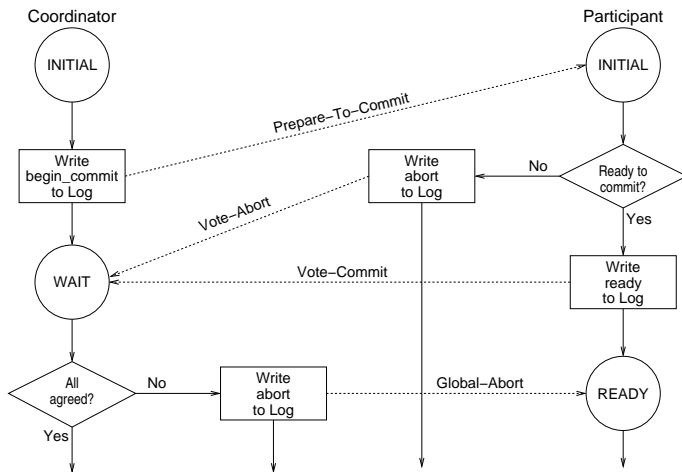 Coordinator
Participant
INITIAL
INITIAL
Prepare–To–Commit
Write
begin_commit
to Log
Write
abort
to Log
No
Ready to
commit?
Yes
Vote–Abort
WAIT
Vote–Commit
Write
ready
to Log
All
agreed?
No
Write
abort
to Log
Global–Abort
READY
Yes